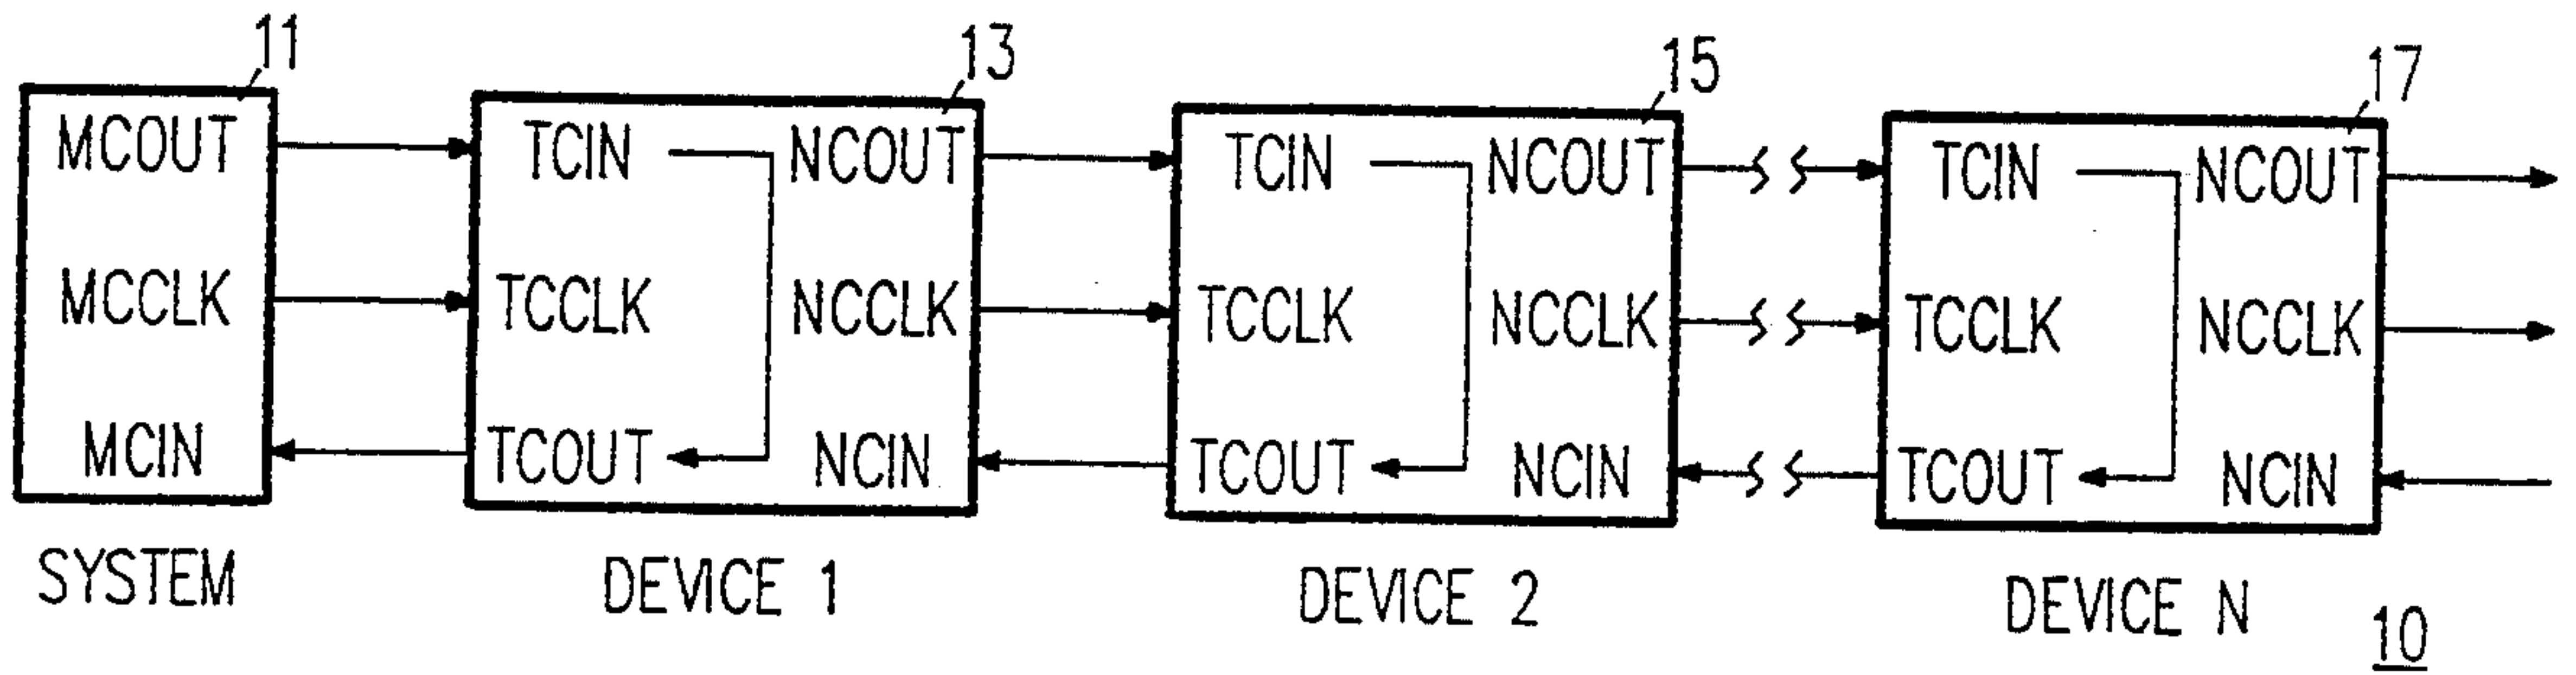 11
13
15
17
MCOUT
TCIN NCOUT
TCIN NCOUT
TCIN NCOUT
MCCLK
TCCLK NCCLK
TCCLK NCCLK
TCCLK NCCLK
MCIN
TCOUT NCIN
TCOUT NCIN
TCOUT NCIN
SYSTEM
DEVICE 1
DEVICE 2
DEVICE N
10